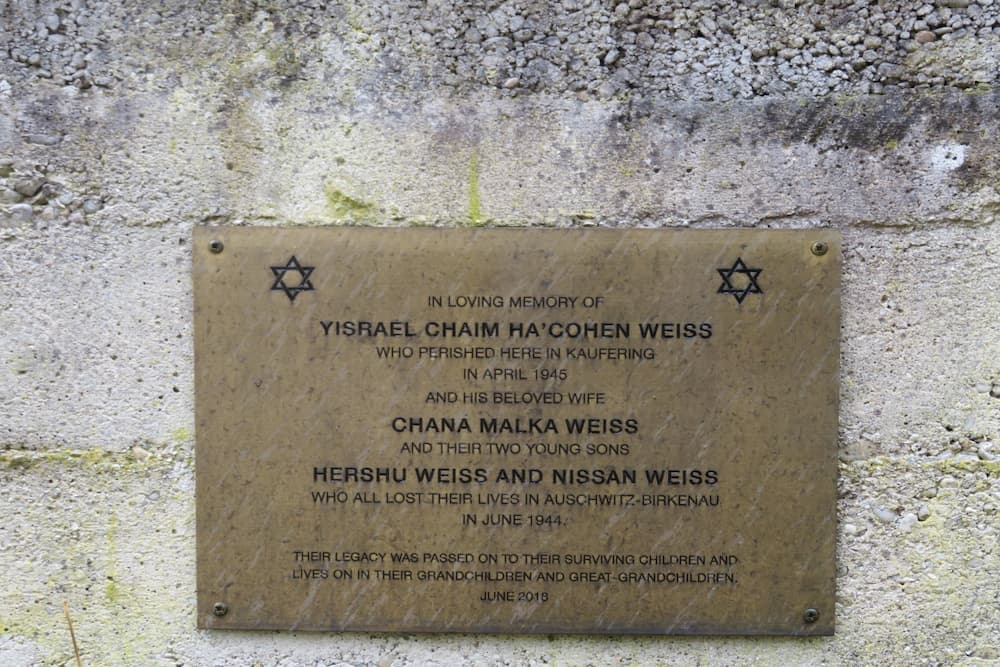 IN LOVING MEMORY OF
YISRAEL CHAIM HA'COHEN WEISS
WHO PERISHED HERE IN KAUFERING
IN APRIL 1945
AND HIS BELOVED WIFE
CHANA MALKA WEISS
AND THEIR TWO YOUNG SONS
HERSHU WEISS AND NISSAN WEISS
WHO ALL LOST THEIR LIVES IN AUSCHWITZ-BIRKENAU
IN JUNE 1944.
THEIR LEGACY WAS PASSED ON TO THEIR SURVIVING CHILDREN AND
LIVES ON IN THEIR GRANDCHILDREN AND GREAT-GRANDCHILDREN.
JUNE 2018